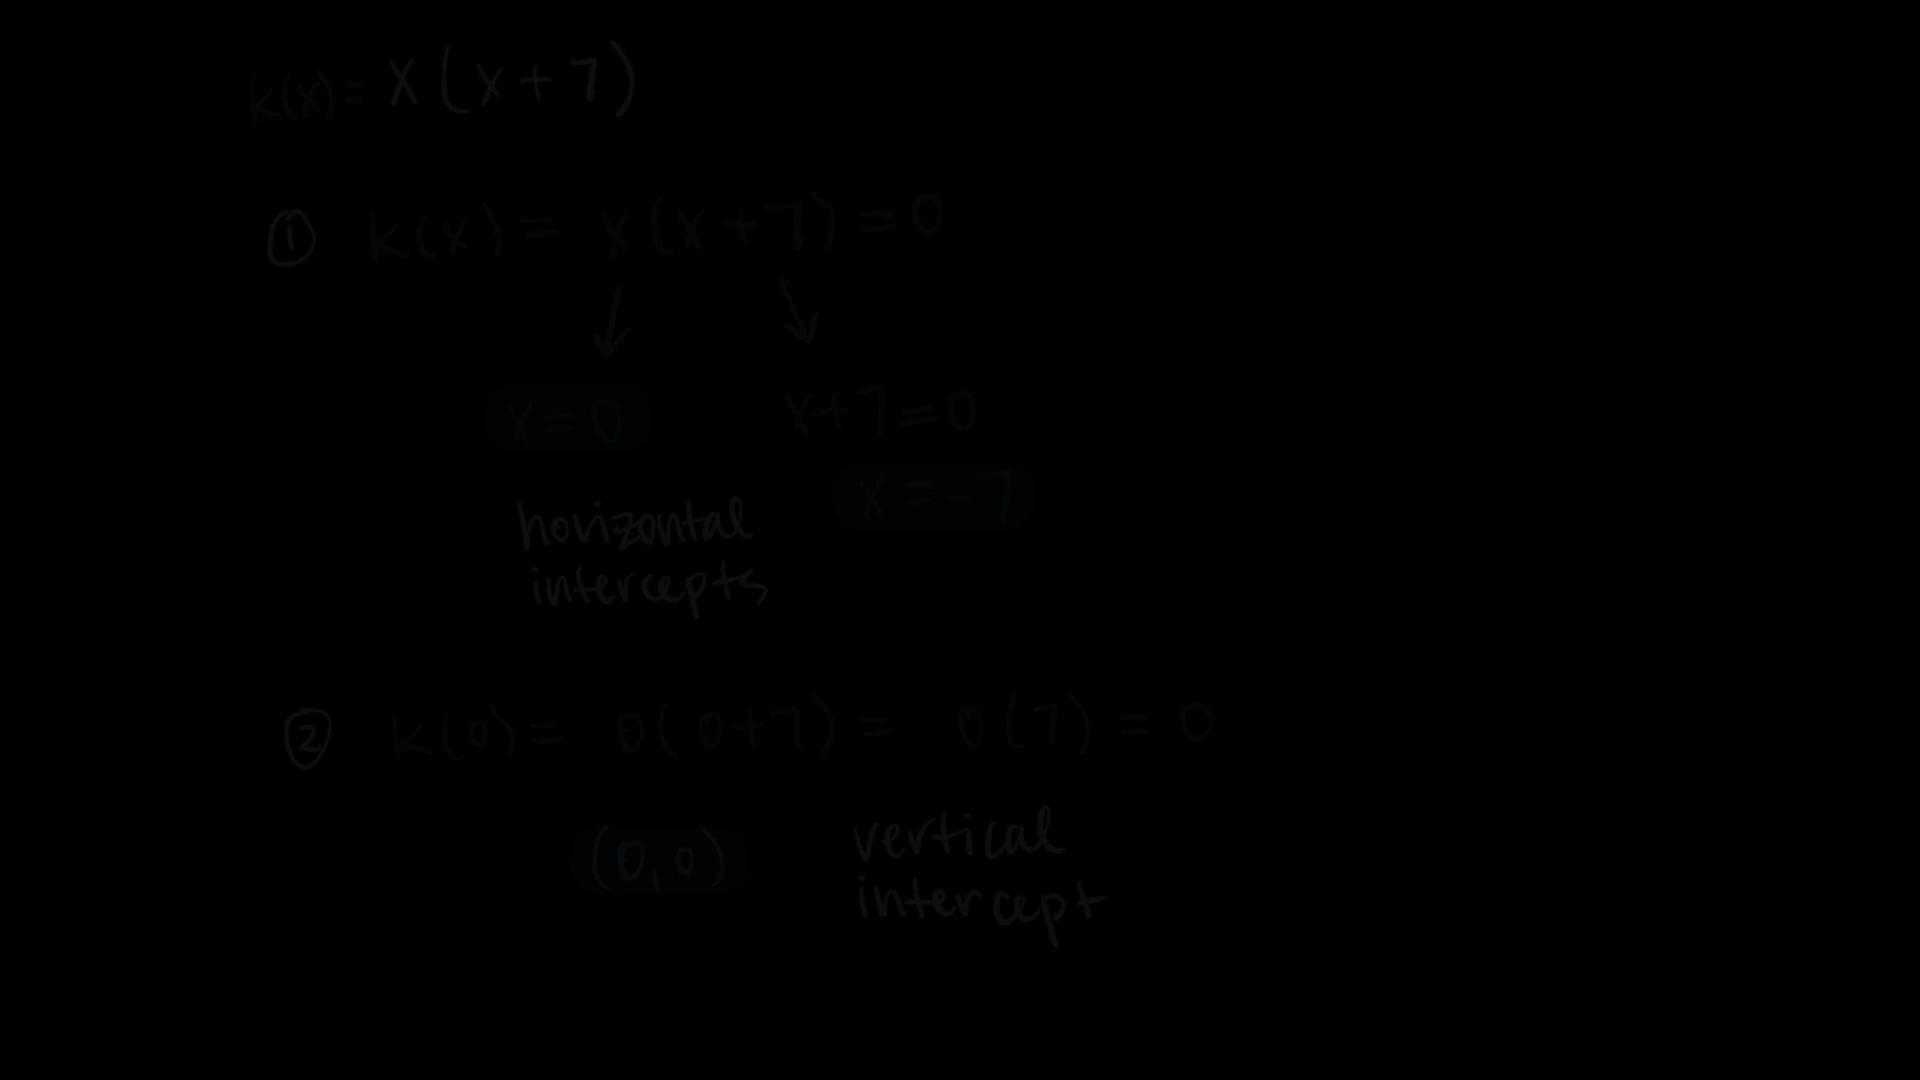 k(x) = x(x+7)
① k(x) = x(x+7) = 0
↓ ↓
x = 0 x+7=0
x = -7
horizontal
intercepts
② k(0) = 0(0+7) = 0(7) = 0
(0,0) vertical
intercept